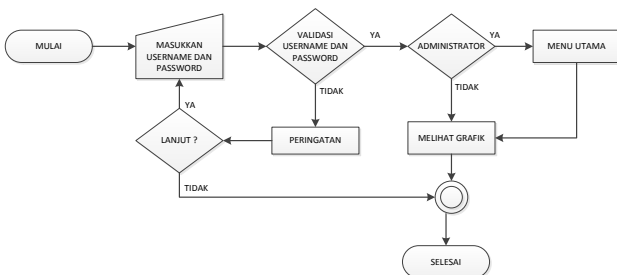 MULAI
MASUKKAN
USERNAME DAN
PASSWORD
VALIDASI
USERNAME DAN
PASSWORD
YA
ADMINISTRATOR
YA
MENU UTAMA
TIDAK
TIDAK
YA
LANJUT ?
PERINGATAN
MELIHAT GRAFIK
TIDAK
SELESAI